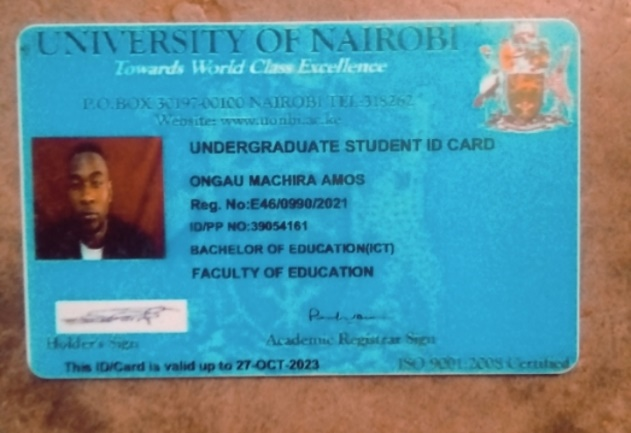 UNIVERSITY OF NAIROBI
Towards World Class Excellence
P.O.BOX 30197-00100 NAIROBI TEL:318262
Website: www.uonbi.ac.ke
UNDERGRADUATE STUDENT ID CARD
ONGAU MACHIRA AMOS
Reg. No:E46/0990/2021
ID/PP NO:39054161
BACHELOR OF EDUCATION(ICT)
FACULTY OF EDUCATION
Holder's Sign
Academic Registrar Sign
This ID/Card is valid up to 27-OCT-2023
ISO 9001:2008 Certified